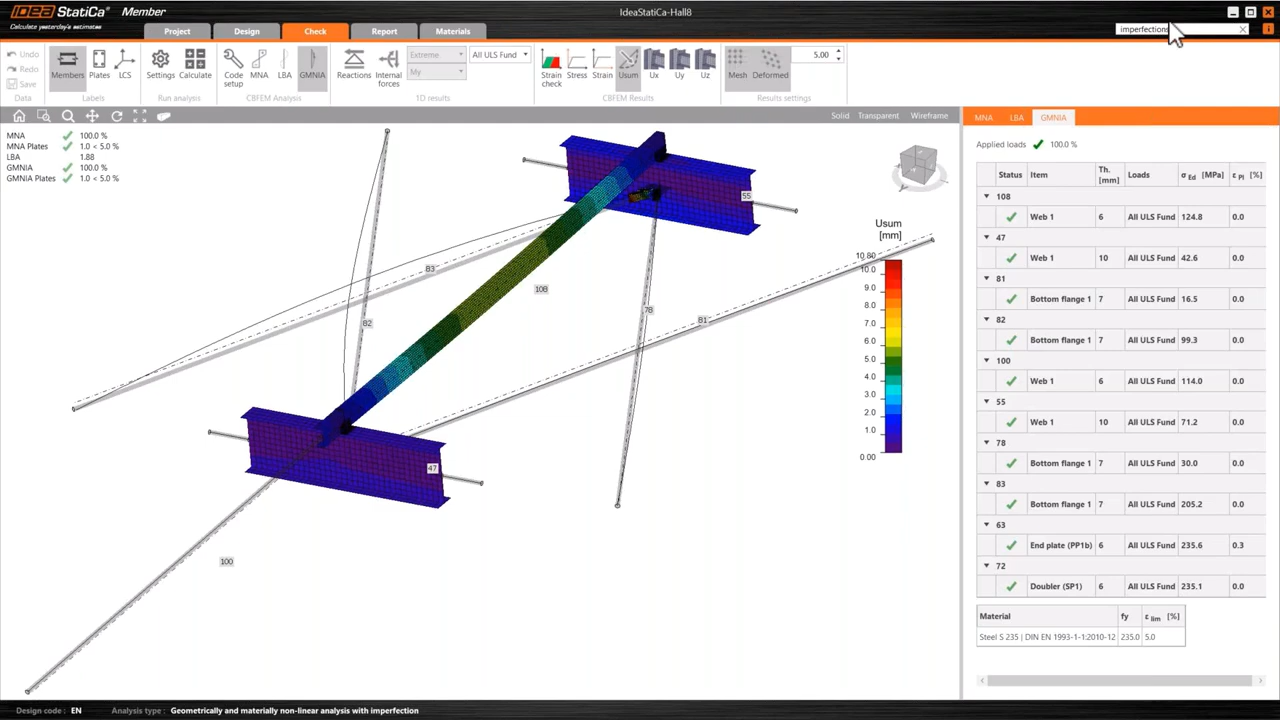 IDEA StatiCa® Member
Calculate yesterday's estimates
IdeaStatiCa-Hall8
imperfections
Project Design Check Report Materials
Undo
Redo
Save
Data
Members Plates LCS
Labels
Settings Calculate
Run analysis
Code setup MNA LBA GMNIA
CBFEM Analysis
Reactions Internal forces
Extreme All ULS Fund
My
1D results
Strain check Stress Strain Usum Ux Uy Uz
CBFEM Results
Mesh Deformed 5.00
Results settings
Solid Transparent Wireframe
MNA 100.0 %
MNA Plates 1.0 < 5.0 %
LBA 1.88
GMNIA 100.0 %
GMNIA Plates 1.0 < 5.0 %
55
83
108
82
78
81
47
100
Usum
[mm]
10.80
10.0
9.0
8.0
7.0
6.0
5.0
4.0
3.0
2.0
1.0
0.00
MNA LBA GMNIA
Applied loads 100.0 %
Status Item Th. [mm] Loads σ Ed [MPa] ε Pl [%]
108
Web 1 6 All ULS Fund 124.8 0.0
47
Web 1 10 All ULS Fund 42.6 0.0
81
Bottom flange 1 7 All ULS Fund 16.5 0.0
82
Bottom flange 1 7 All ULS Fund 99.3 0.0
100
Web 1 6 All ULS Fund 114.0 0.0
55
Web 1 10 All ULS Fund 71.2 0.0
78
Bottom flange 1 7 All ULS Fund 30.0 0.0
83
Bottom flange 1 7 All ULS Fund 205.2 0.0
63
End plate (PP1b) 6 All ULS Fund 235.6 0.3
72
Doubler (SP1) 6 All ULS Fund 235.1 0.0
Material fy ε lim [%]
Steel S 235 | DIN EN 1993-1-1:2010-12 235.0 5.0
Design code : EN Analysis type : Geometrically and materially non-linear analysis with imperfection